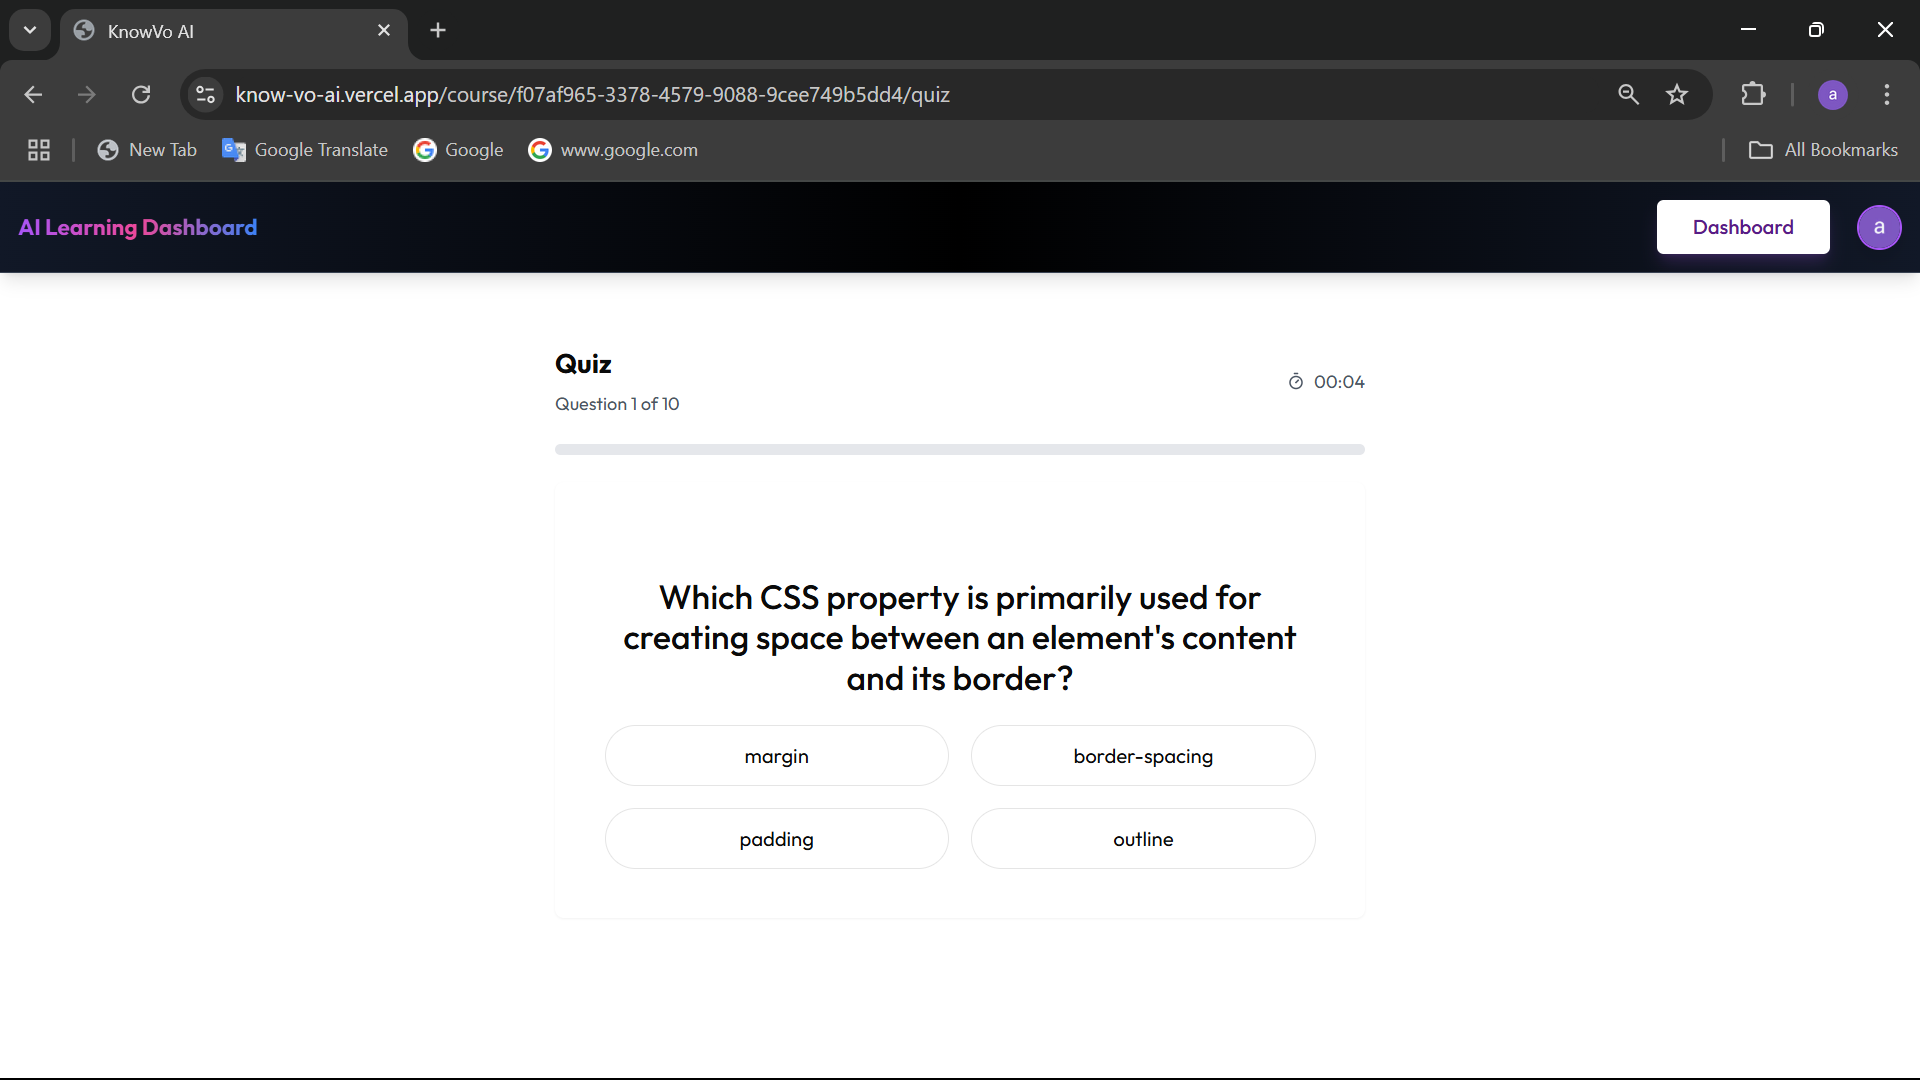 KnowVo AI
know-vo-ai.vercel.app/course/f07af965-3378-4579-9088-9cee749b5dd4/quiz
a
New Tab
Google Translate
Google
www.google.com
All Bookmarks
AI Learning Dashboard
Dashboard
a
Quiz
00:04
Question 1 of 10
Which CSS property is primarily used for
creating space between an element's content
and its border?
margin
border-spacing
padding
outline